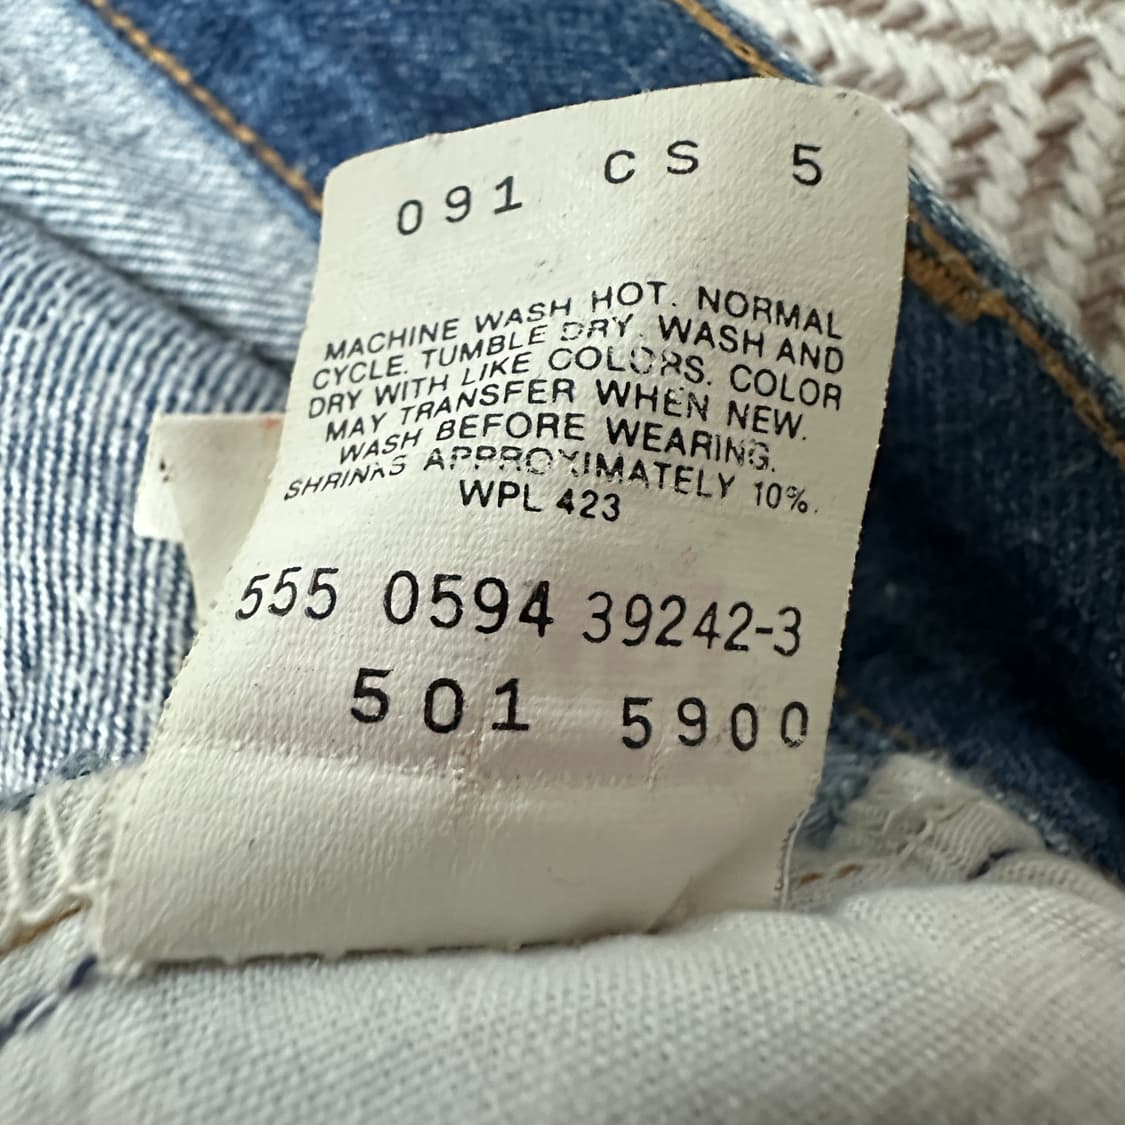 091 CS 5
MACHINE WASH HOT. NORMAL
CYCLE. TUMBLE DRY. WASH AND
DRY WITH LIKE COLORS. COLOR
MAY TRANSFER WHEN NEW.
WASH BEFORE WEARING.
SHRINKS APPROXIMATELY 10%.
WPL 423
555 0594 39242-3
501 5900